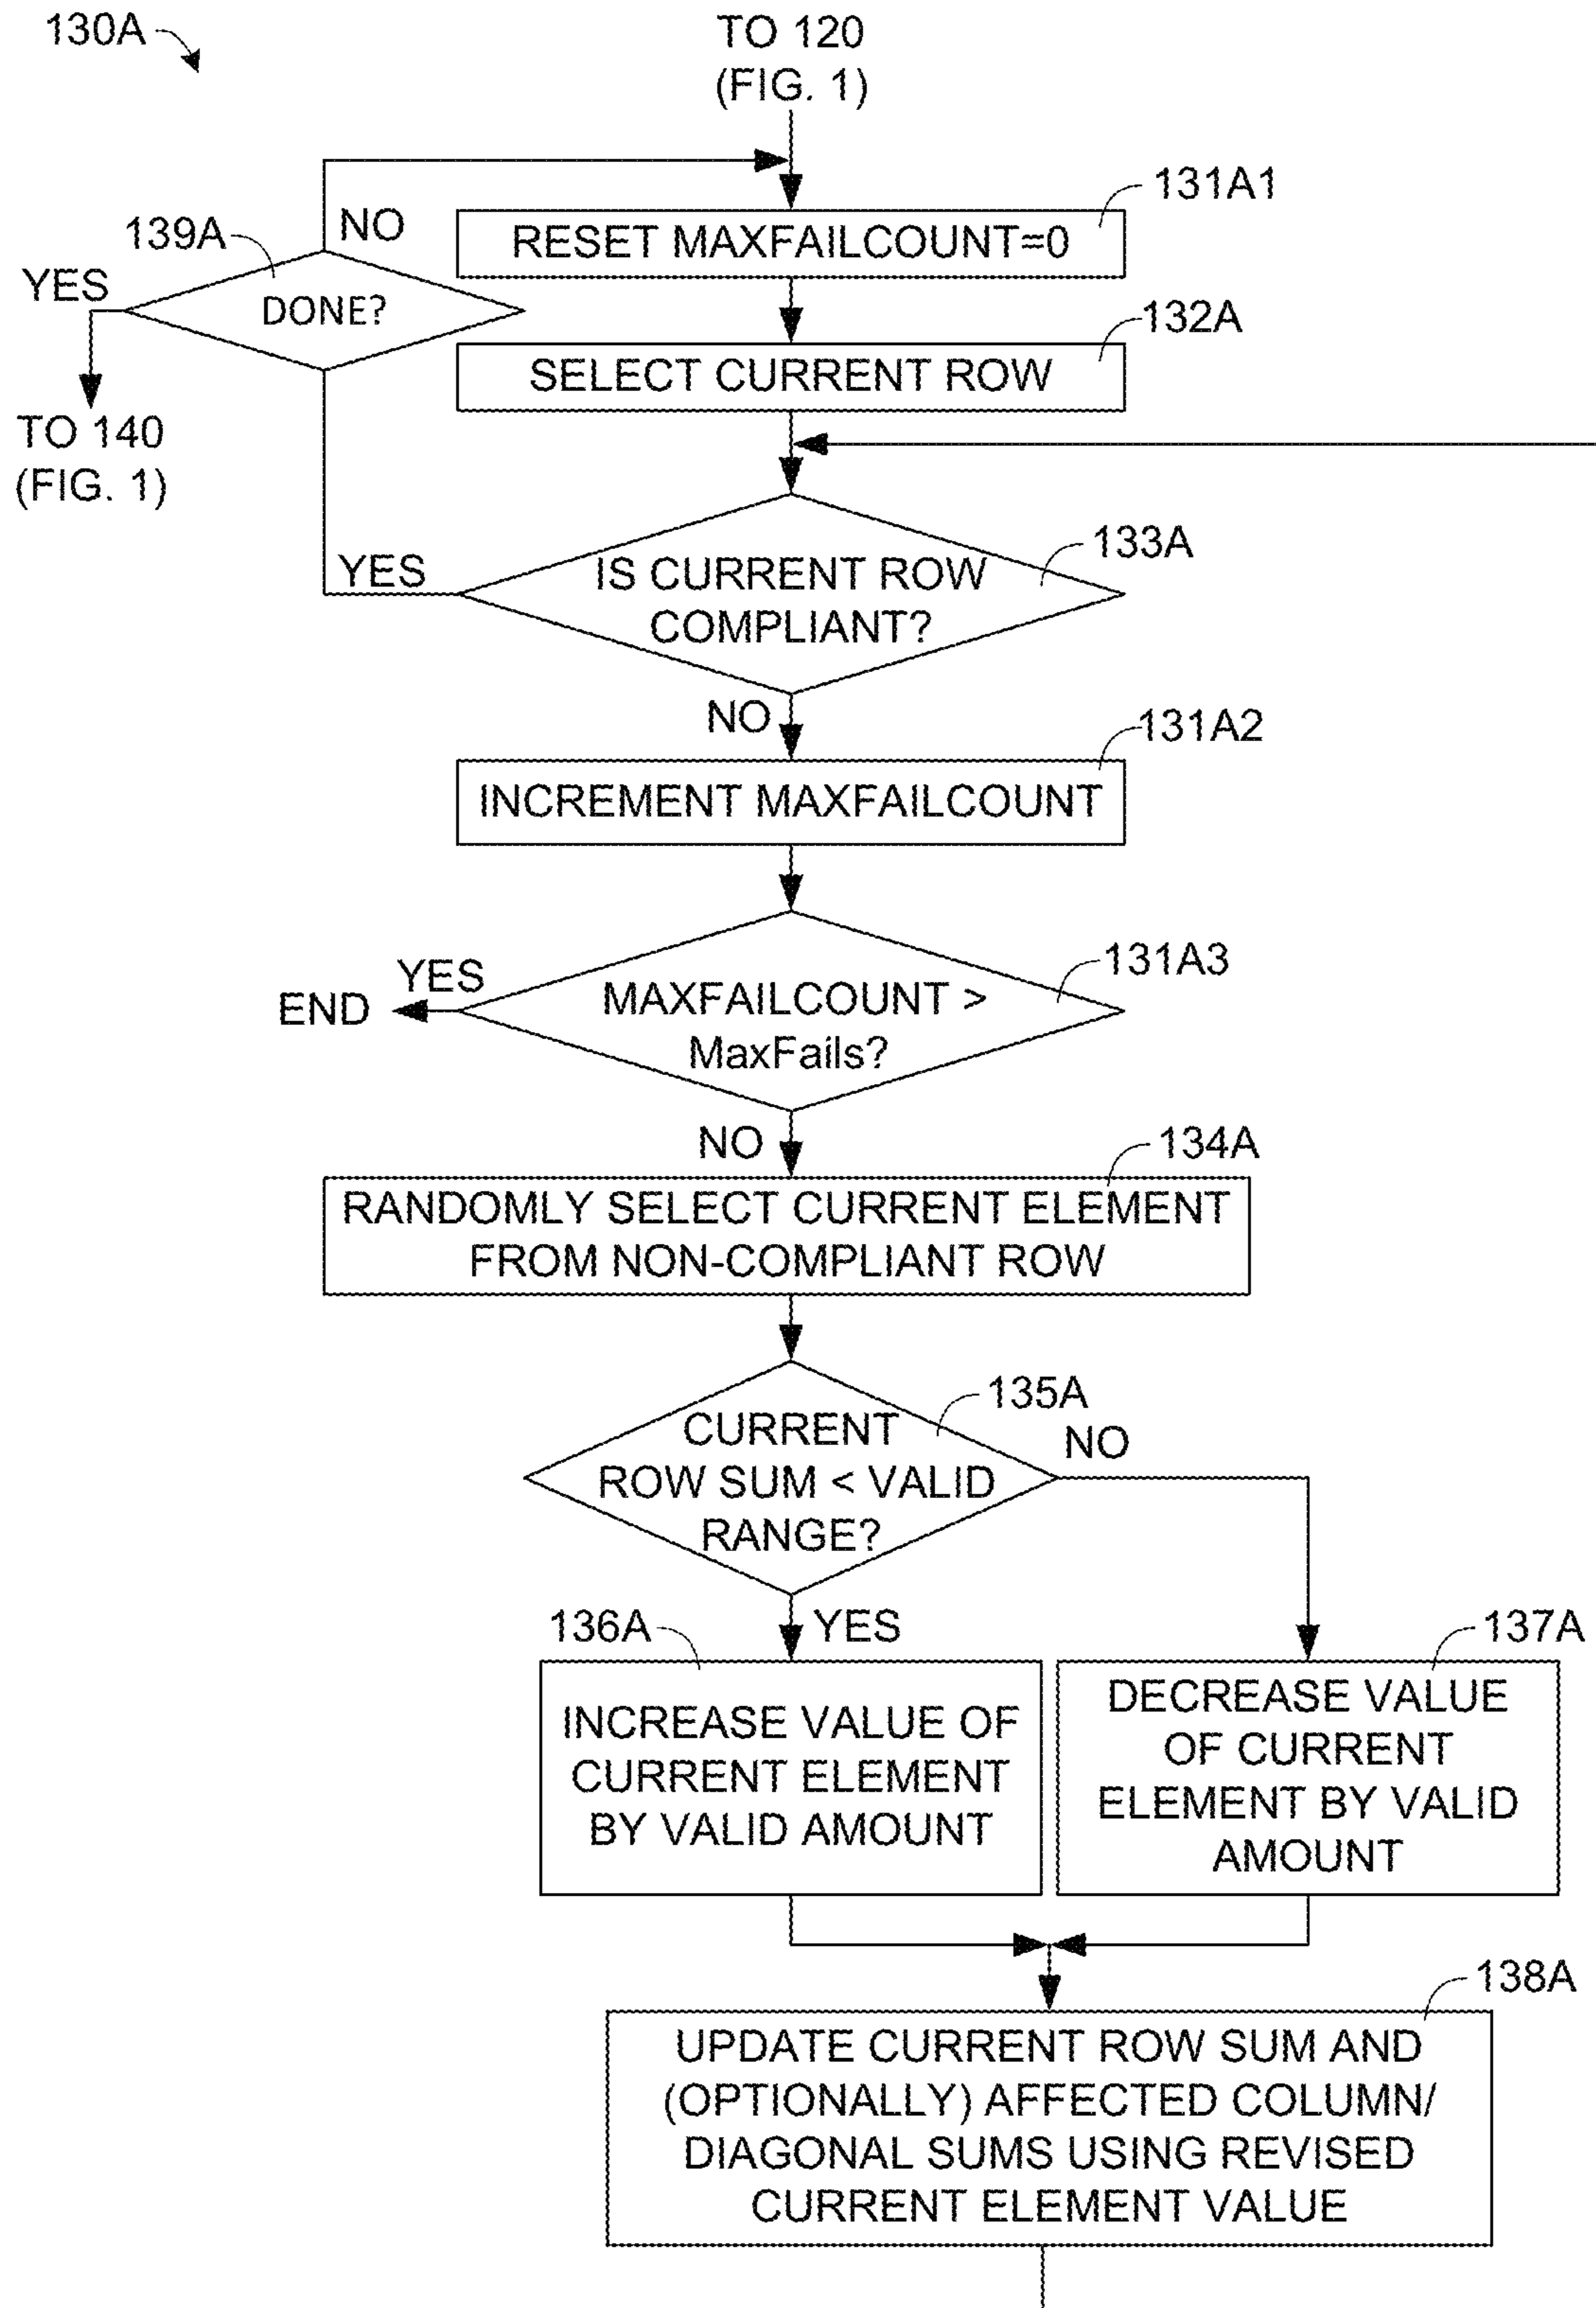 130A
TO 120
(FIG. 1)
131A1
RESET MAXFAILCOUNT=0
139A
NO
YES
DONE?
132A
SELECT CURRENT ROW
TO 140
(FIG. 1)
133A
YES
IS CURRENT ROW
COMPLIANT?
NO
131A2
INCREMENT MAXFAILCOUNT
131A3
YES
END
MAXFAILCOUNT >
MaxFails?
NO
134A
RANDOMLY SELECT CURRENT ELEMENT
FROM NON-COMPLIANT ROW
135A
CURRENT
ROW SUM < VALID
RANGE?
NO
136A
YES
137A
INCREASE VALUE OF
CURRENT ELEMENT
BY VALID AMOUNT
DECREASE VALUE
OF CURRENT
ELEMENT BY VALID
AMOUNT
138A
UPDATE CURRENT ROW SUM AND
(OPTIONALLY) AFFECTED COLUMN/
DIAGONAL SUMS USING REVISED
CURRENT ELEMENT VALUE